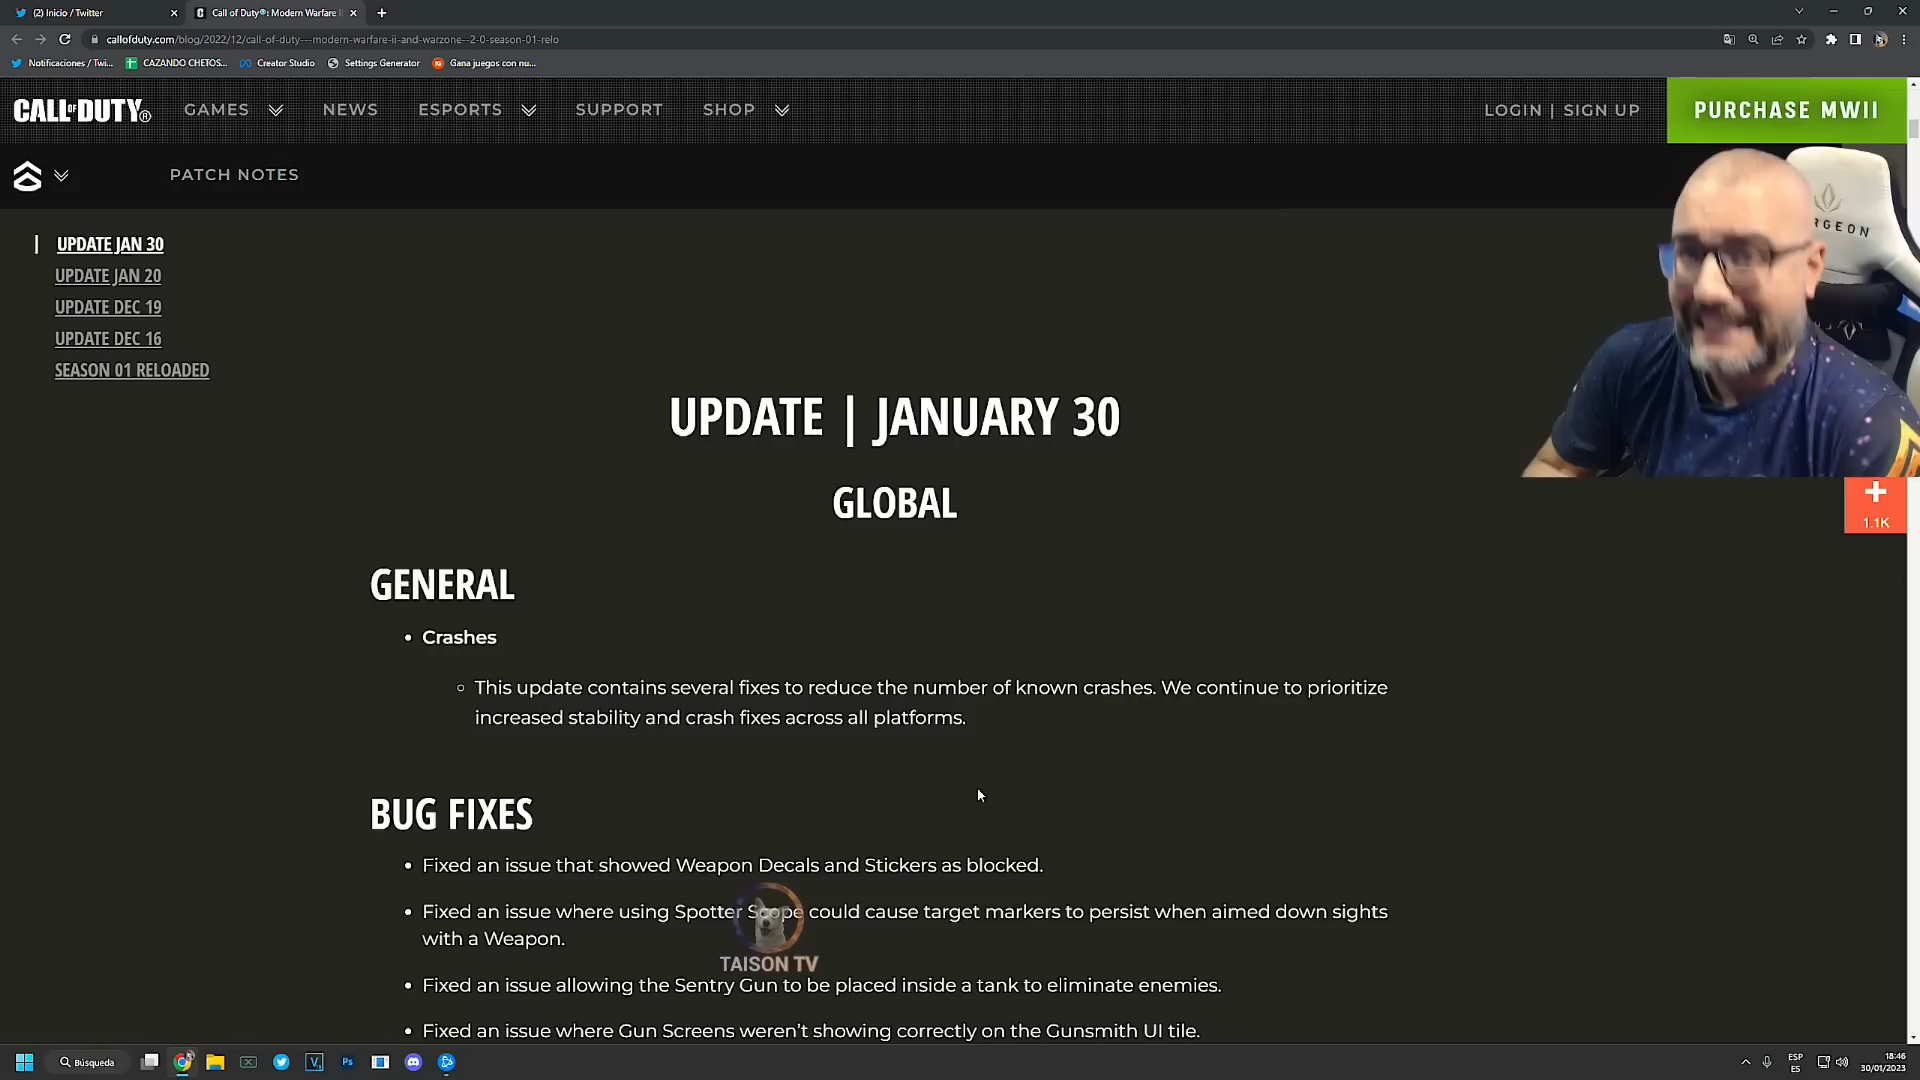 (2) Inicio / Twitter
Call of Duty®: Modern Warfare II
callofduty.com/blog/2022/12/call-of-duty---modern-warfare-ii-and-warzone--2-0-season-01-relo
Notificaciones / Twi...
CAZANDO CHETOS...
Creator Studio
Settings Generator
Gana juegos con nu...
CALL OF DUTY®
GAMES
NEWS
ESPORTS
SUPPORT
SHOP
LOGIN | SIGN UP
PURCHASE MWII
PATCH NOTES
UPDATE JAN 30
UPDATE JAN 20
UPDATE DEC 19
UPDATE DEC 16
SEASON 01 RELOADED
RGEON
UPDATE | JANUARY 30
GLOBAL
+
1.1K
GENERAL
• Crashes
This update contains several fixes to reduce the number of known crashes. We continue to prioritize
increased stability and crash fixes across all platforms.
BUG FIXES
• Fixed an issue that showed Weapon Decals and Stickers as blocked.
• Fixed an issue where using Spotter Scope could cause target markers to persist when aimed down sights
with a Weapon.
TAISON TV
• Fixed an issue allowing the Sentry Gun to be placed inside a tank to eliminate enemies.
• Fixed an issue where Gun Screens weren't showing correctly on the Gunsmith UI tile.
Búsqueda
Ps
ESP
ES
18:46
30/01/2023